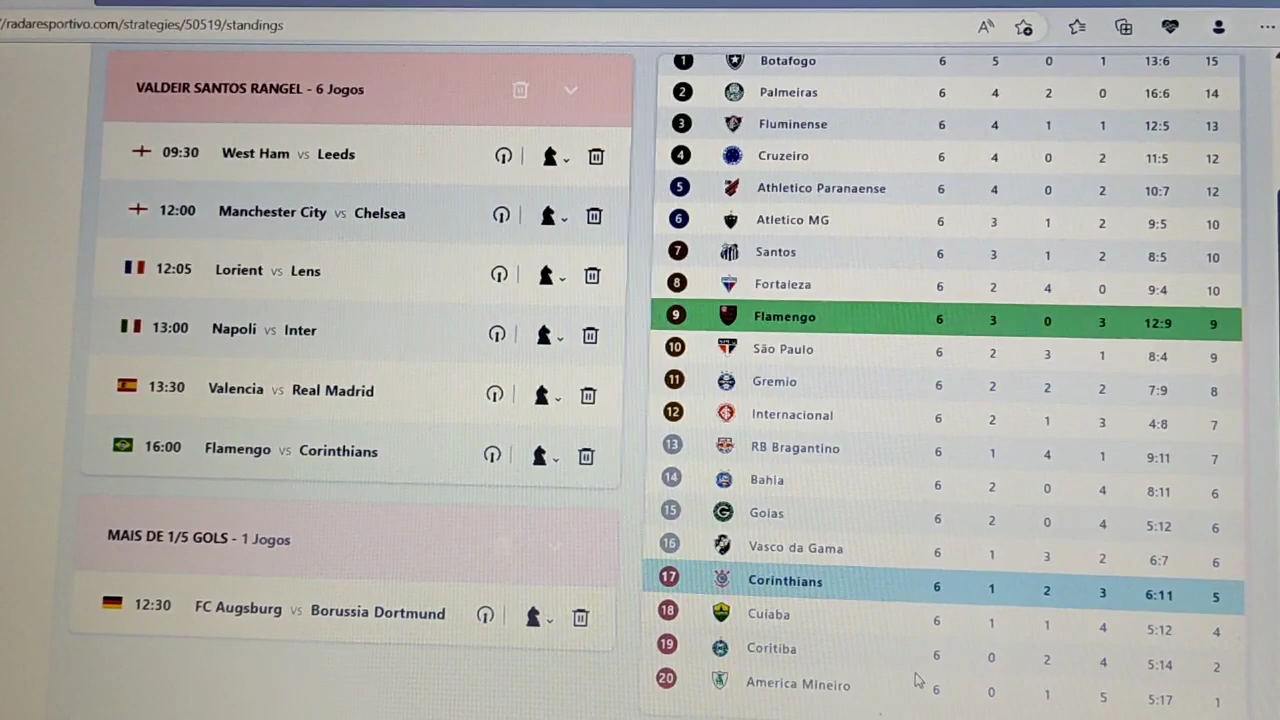 /radaresportivo.com/strategies/50519/standings
VALDEIR SANTOS RANGEL - 6 Jogos
09:30 West Ham vs Leeds
12:00 Manchester City vs Chelsea
12:05 Lorient vs Lens
13:00 Napoli vs Inter
13:30 Valencia vs Real Madrid
16:00 Flamengo vs Corinthians
MAIS DE 1/5 GOLS - 1 Jogos
12:30 FC Augsburg vs Borussia Dortmund
1 Botafogo 6 5 0 1 13:6 15
2 Palmeiras 6 4 2 0 16:6 14
3 Fluminense 6 4 1 1 12:5 13
4 Cruzeiro 6 4 0 2 11:5 12
5 Athletico Paranaense 6 4 0 2 10:7 12
6 Atletico MG 6 3 1 2 9:5 10
7 Santos 6 3 1 2 8:5 10
8 Fortaleza 6 2 4 0 9:4 10
9 Flamengo 6 3 0 3 12:9 9
10 São Paulo 6 2 3 1 8:4 9
11 Gremio 6 2 2 2 7:9 8
12 Internacional 6 2 1 3 4:8 7
13 RB Bragantino 6 1 4 1 9:11 7
14 Bahia 6 2 0 4 8:11 6
15 Goias 6 2 0 4 5:12 6
16 Vasco da Gama 6 1 3 2 6:7 6
17 Corinthians 6 1 2 3 6:11 5
18 Cuiaba 6 1 1 4 5:12 4
19 Coritiba 6 0 2 4 5:14 2
20 America Mineiro 6 0 1 5 5:17 1